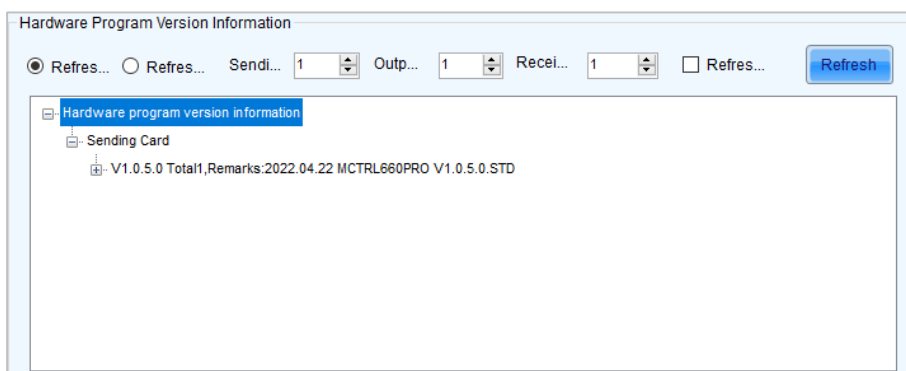 Hardware Program Version Information
Refres... Refres... Sendi... 1 Outp... 1 Recei... 1 Refres... Refresh
Hardware program version information
Sending Card
V1.0.5.0 Total1,Remarks:2022.04.22 MCTRL660PRO V1.0.5.0.STD